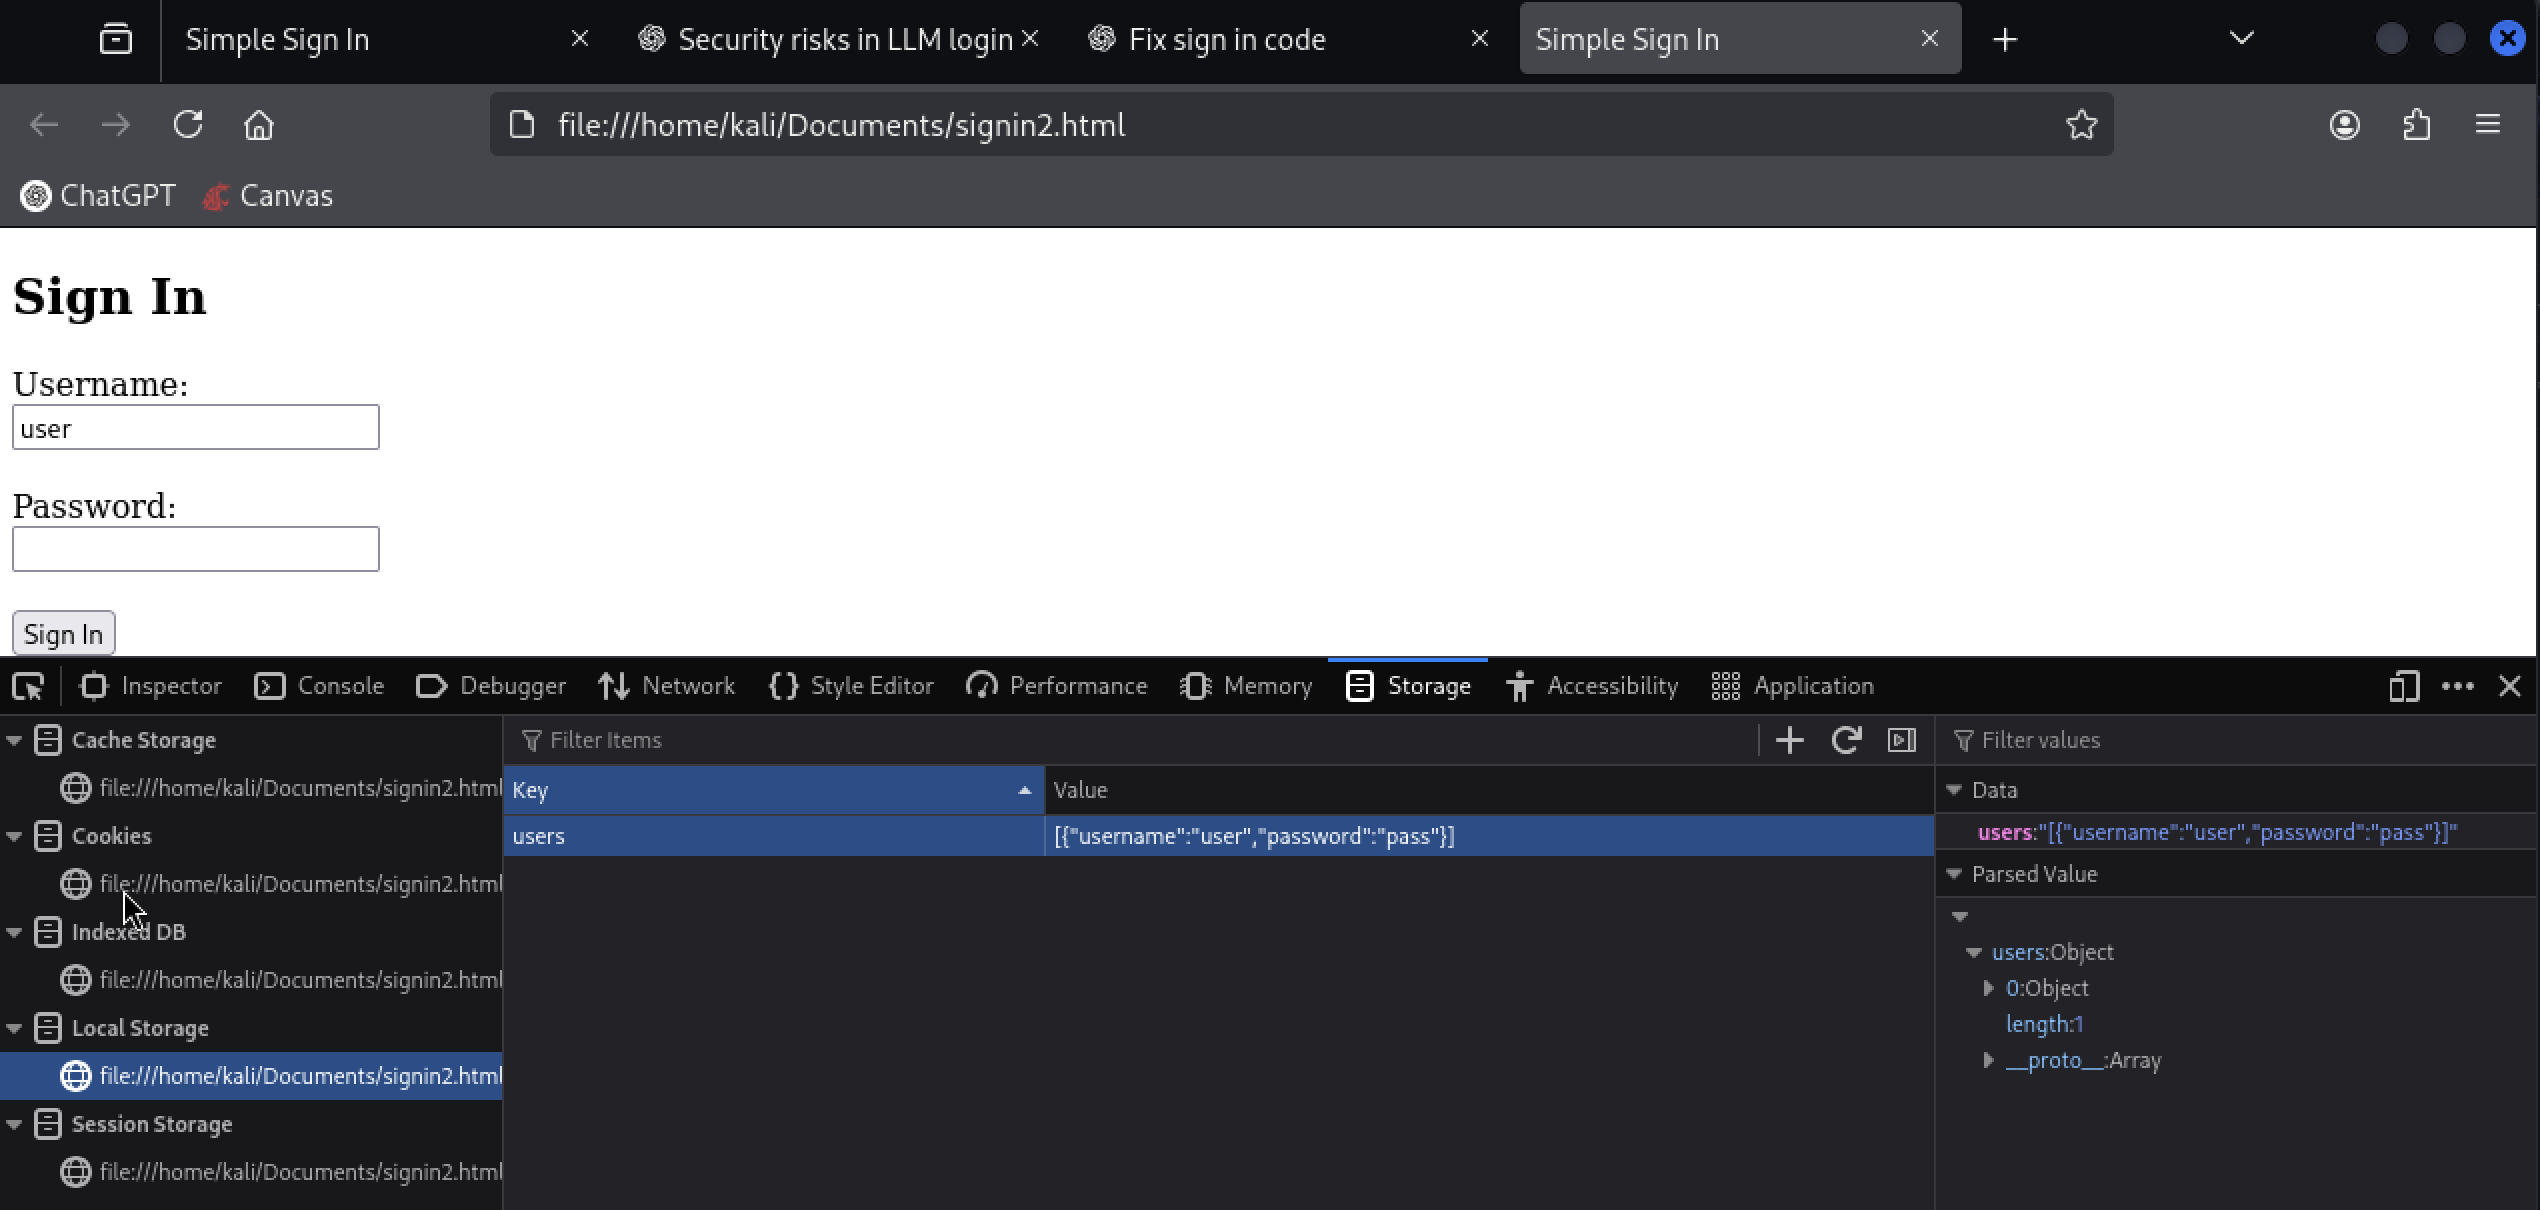 Simple Sign In
Security risks in LLM login
Fix sign in code
Simple Sign In
file:///home/kali/Documents/signin2.html
ChatGPT
Canvas
Sign In
Username:
user
Password:
Sign In
Inspector
Console
Debugger
Network
Style Editor
Performance
Memory
Storage
Accessibility
Application
Cache Storage
file:///home/kali/Documents/signin2.html
Cookies
file:///home/kali/Documents/signin2.html
Indexed DB
file:///home/kali/Documents/signin2.html
Local Storage
file:///home/kali/Documents/signin2.html
Session Storage
file:///home/kali/Documents/signin2.html
Filter Items
Key
Value
users
[{"username":"user","password":"pass"}]
Filter values
Data
users:"[{"username":"user","password":"pass"}]"
Parsed Value
users:Object
0:Object
length:1
__proto__:Array